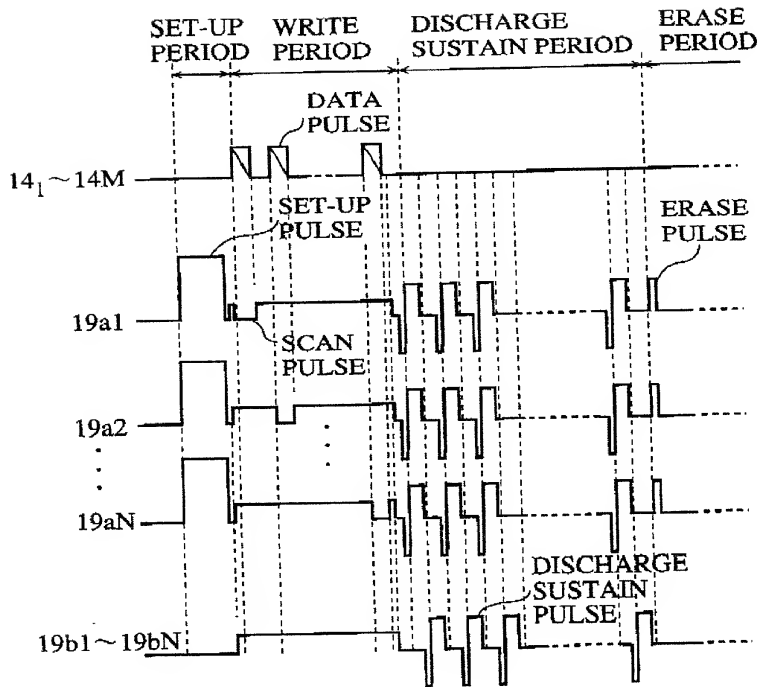 SET-UP PERIOD
WRITE PERIOD
DISCHARGE SUSTAIN PERIOD
ERASE PERIOD
DATA PULSE
14₁~14M
SET-UP PULSE
ERASE PULSE
19a1
SCAN PULSE
19a2
19aN
DISCHARGE SUSTAIN PULSE
19b1~19bN